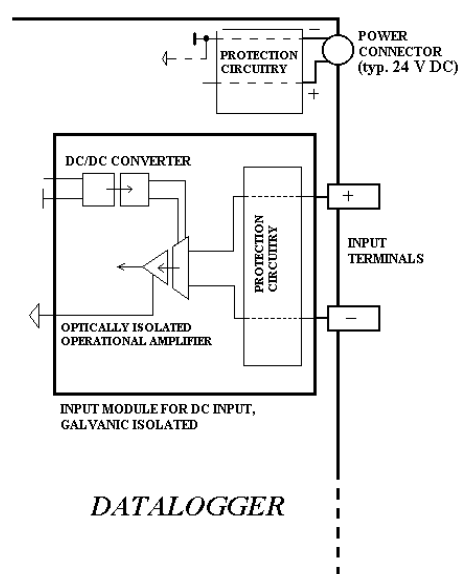 POWER
CONNECTOR
(typ. 24 V DC)
−
PROTECTION
CIRCUITRY
+
DC/DC CONVERTER
PROTECTION
CIRCUITRY
+
INPUT
TERMINALS
−
OPTICALLY ISOLATED
OPERATIONAL AMPLIFIER
INPUT MODULE FOR DC INPUT,
GALVANIC ISOLATED
DATALOGGER